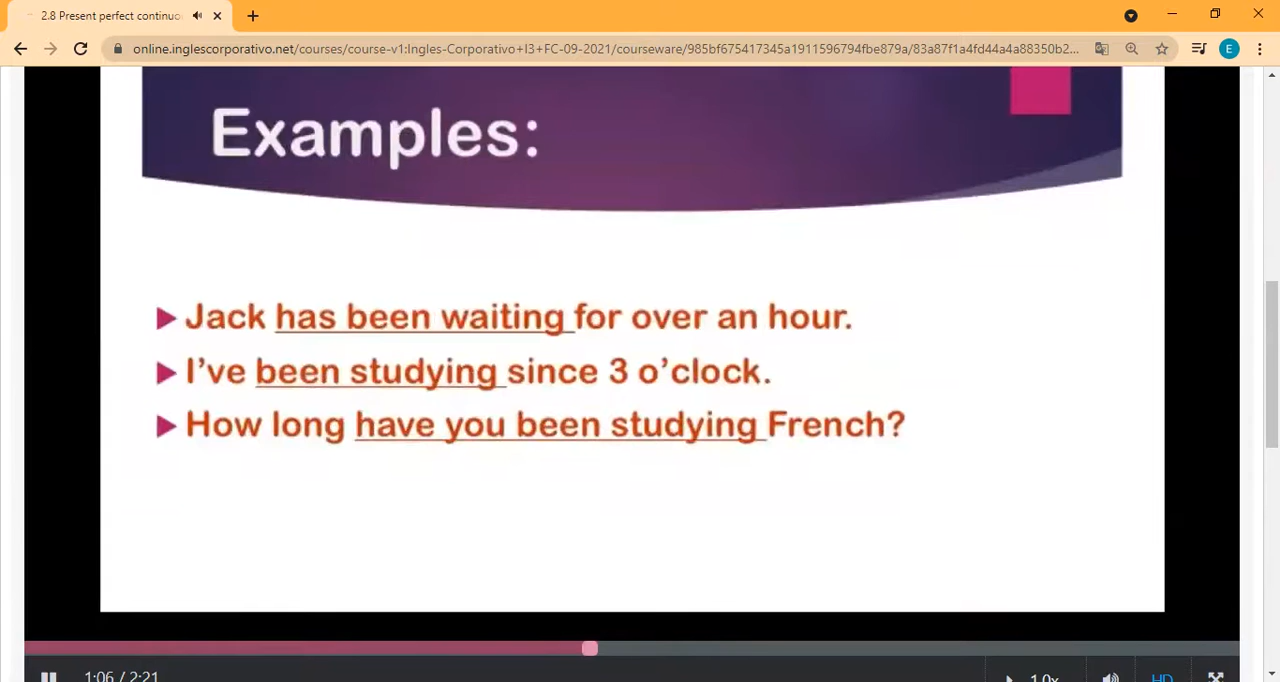 2.8 Present perfect continuo
online.inglescorporativo.net/courses/course-v1:Ingles-Corporativo+I3+FC-09-2021/courseware/985bf675417345a1911596794fbe879a/83a87f1a4fd44a4a88350b2...
E
Examples:
Jack has been waiting for over an hour.
I've been studying since 3 o'clock.
How long have you been studying French?
1:06 / 2:21
1.0x
HD